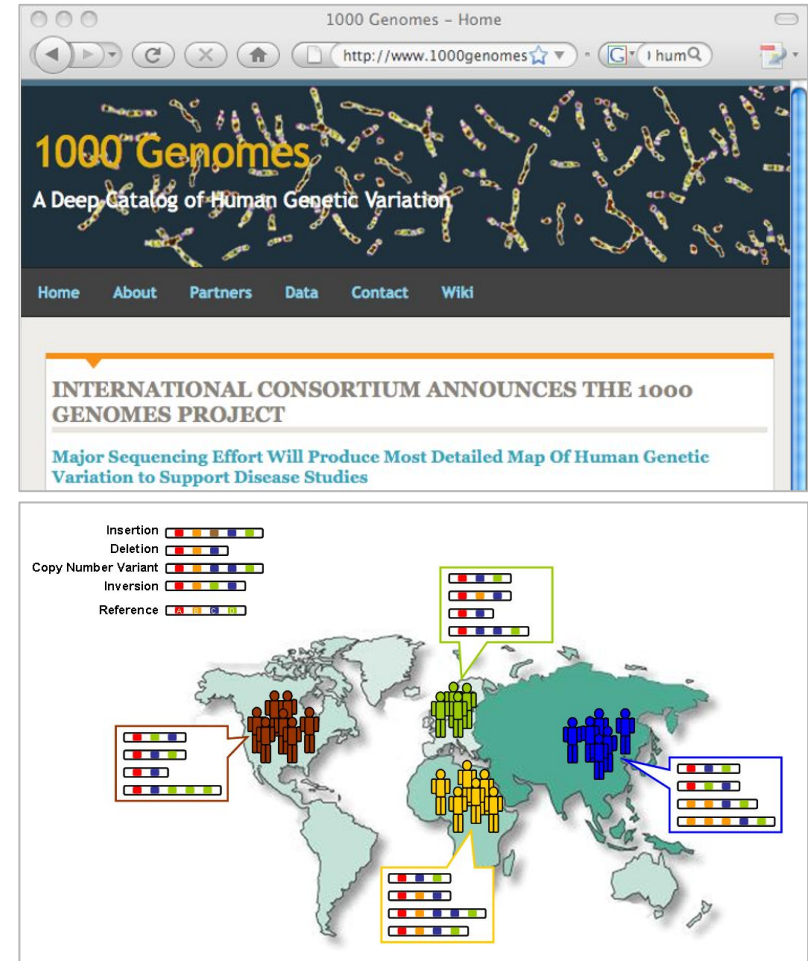 1000 Genomes – Home
http://www.1000genomes
G
hum
1000 Genomes
A Deep Catalog of Human Genetic Variation
Home About Partners Data Contact Wiki
INTERNATIONAL CONSORTIUM ANNOUNCES THE 1000
GENOMES PROJECT
Major Sequencing Effort Will Produce Most Detailed Map Of Human Genetic
Variation to Support Disease Studies
Insertion
Deletion
Copy Number Variant
Inversion
Reference A B C D